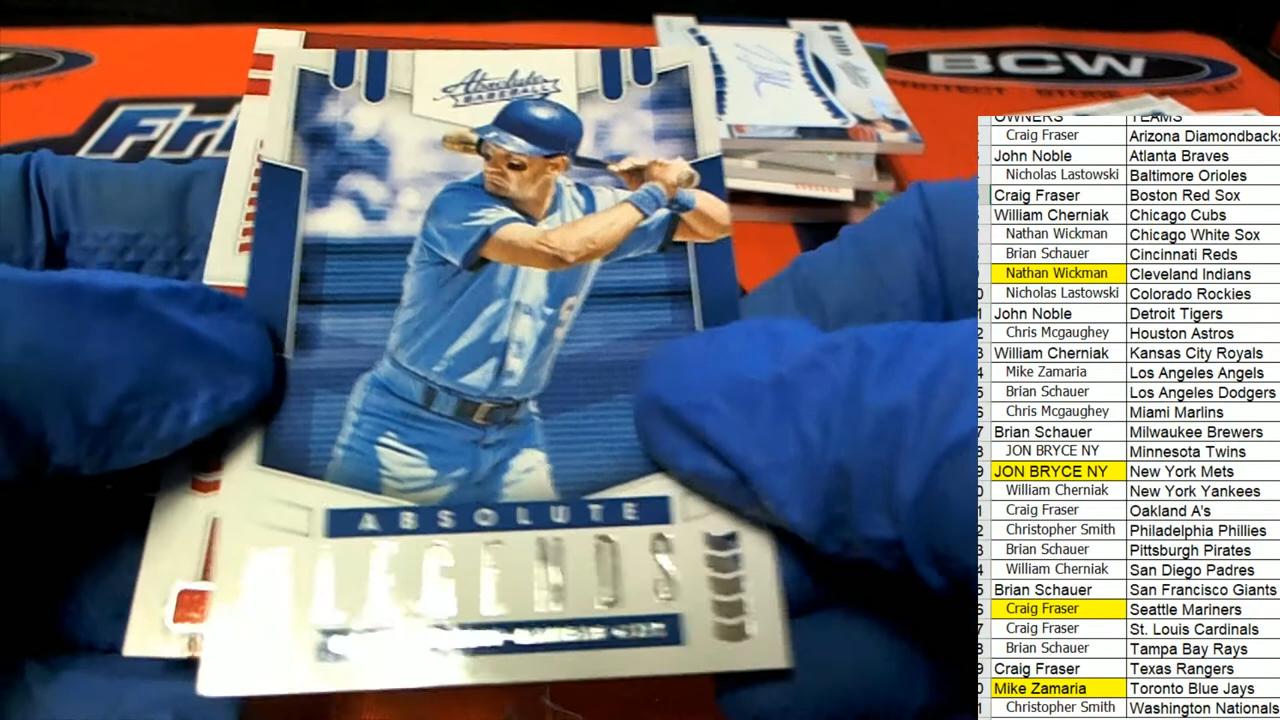 Absolute
BASEBALL
ABSOLUTE
LEGENDS
BCW
PROTECT STORE
Fri
OWNERS TEAMS
Craig Fraser Arizona Diamondbacks
John Noble Atlanta Braves
Nicholas Lastowski Baltimore Orioles
Craig Fraser Boston Red Sox
William Cherniak Chicago Cubs
Nathan Wickman Chicago White Sox
Brian Schauer Cincinnati Reds
Nathan Wickman Cleveland Indians
Nicholas Lastowski Colorado Rockies
John Noble Detroit Tigers
Chris Mcgaughey Houston Astros
William Cherniak Kansas City Royals
Mike Zamaria Los Angeles Angels
Brian Schauer Los Angeles Dodgers
Chris Mcgaughey Miami Marlins
Brian Schauer Milwaukee Brewers
JON BRYCE NY Minnesota Twins
JON BRYCE NY New York Mets
William Cherniak New York Yankees
Craig Fraser Oakland A's
Christopher Smith Philadelphia Phillies
Brian Schauer Pittsburgh Pirates
William Cherniak San Diego Padres
Brian Schauer San Francisco Giants
Craig Fraser Seattle Mariners
Craig Fraser St. Louis Cardinals
Brian Schauer Tampa Bay Rays
Craig Fraser Texas Rangers
Mike Zamaria Toronto Blue Jays
Christopher Smith Washington Nationals